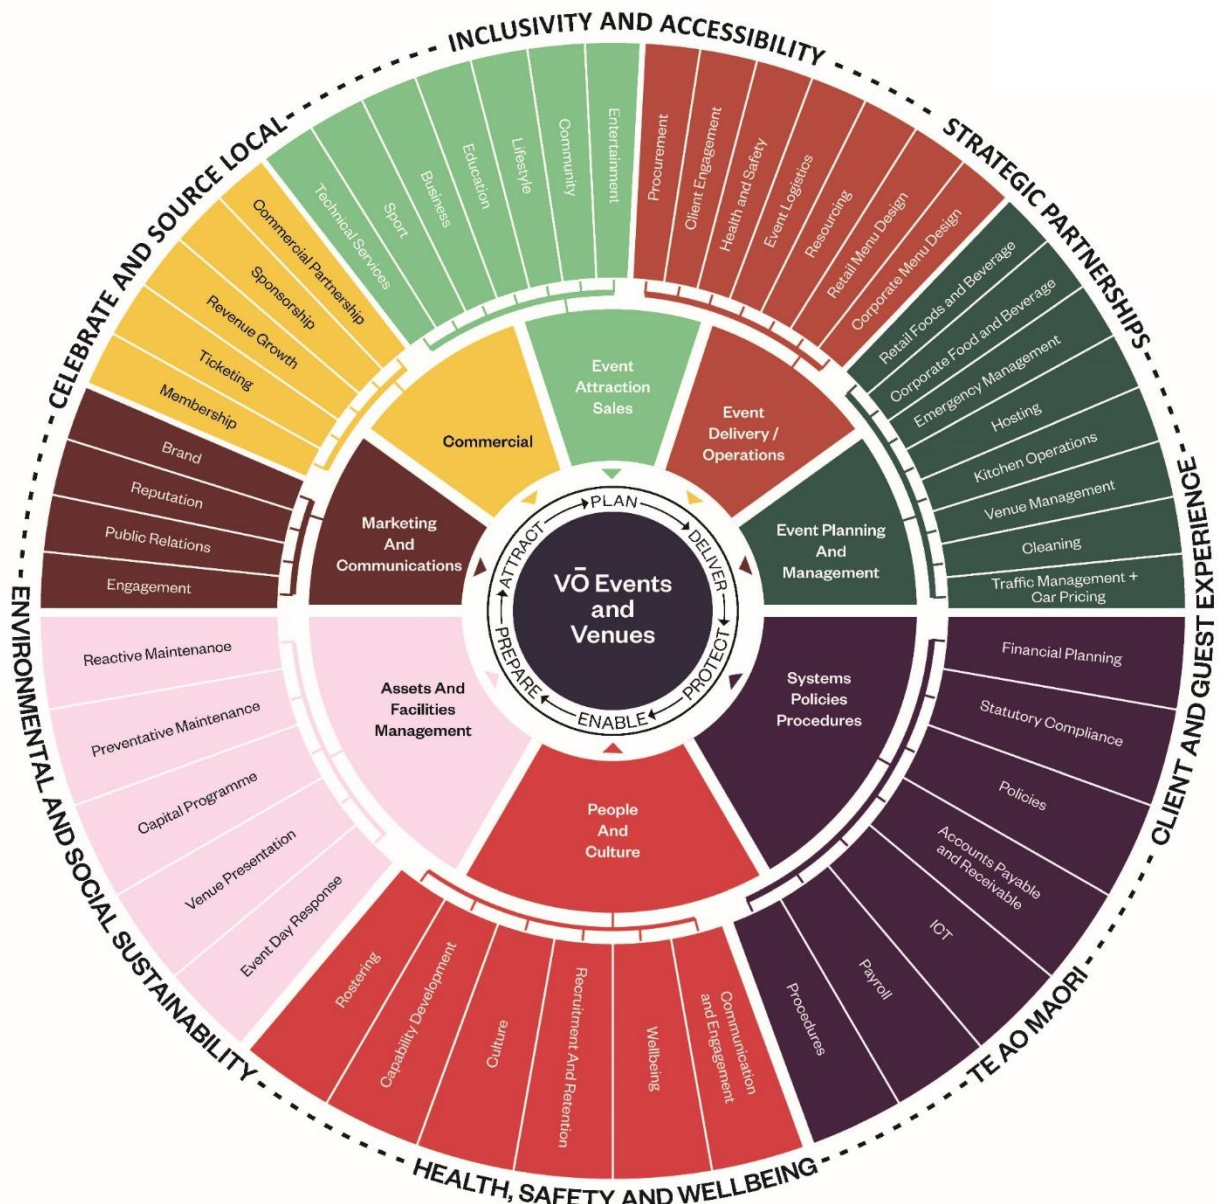 INCLUSIVITY AND ACCESSIBILITY
STRATEGIC PARTNERSHIPS
CLIENT AND GUEST EXPERIENCE
TE AO MAORI
HEALTH, SAFETY AND WELLBEING
ENVIRONMENTAL AND SOCIAL SUSTAINABILITY
CELEBRATE AND SOURCE LOCAL
Technical Services
Sport
Business
Education
Lifestyle
Community
Entertainment
Procurement
Client Engagement
Health and Safety
Event Logistics
Resourcing
Retail Menu Design
Corporate Menu Design
Retail Foods and Beverage
Corporate Food and Beverage
Emergency Management
Hosting
Kitchen Operations
Venue Management
Cleaning
Traffic Management +
Car Pricing
Financial Planning
Statutory Compliance
Policies
Accounts Payable
and Receivable
ICT
Payroll
Procedures
Communication
and Engagement
Wellbeing
Recruitment And Retention
Culture
Capability Development
Rostering
Event Day Response
Venue Presentation
Capital Programme
Preventative Maintenance
Reactive Maintenance
Engagement
Public Relations
Reputation
Brand
Membership
Ticketing
Revenue Growth
Sponsorship
Commercial Partnership
Event
Attraction
Sales
Event
Delivery /
Operations
Event Planning
And
Management
Systems
Policies
Procedures
People
And
Culture
Assets And
Facilities
Management
Marketing
And
Communications
Commercial
PLAN
DELIVER
PROTECT
ENABLE
PREPARE
ATTRACT
VŌ Events
and
Venues